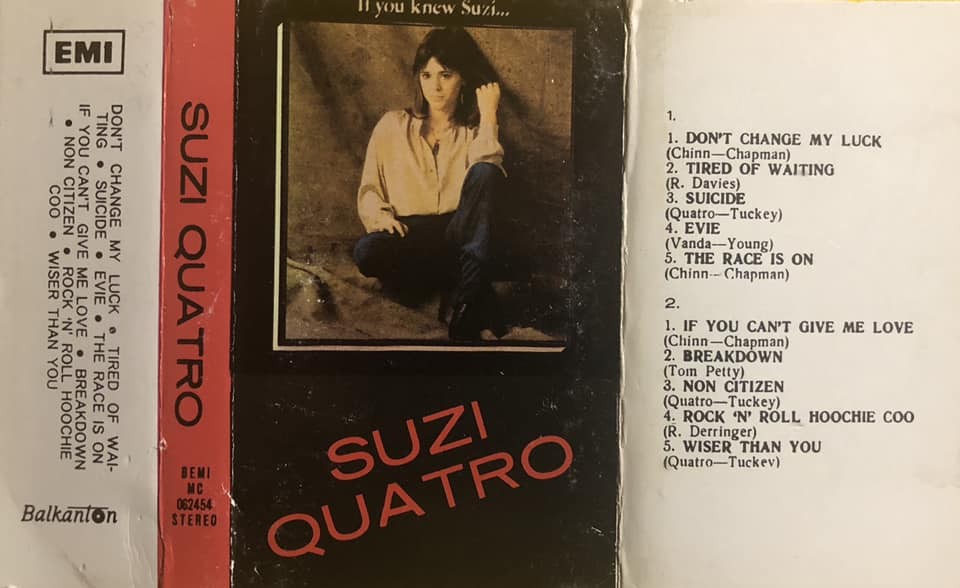 EMI
DON'T CHANGE MY LUCK • TIRED OF WAI-
TING • SUICIDE • EVIE • THE RACE IS ON
IF YOU CAN'T GIVE ME LOVE • BREAKDOWN
• NON CITIZEN • ROCK 'N' ROLL HOOCHIE
COO • WISER THAN YOU
Balkanton
SUZI QUATRO
BEMI
MC
062454
STEREO
If you knew Suzi...
SUZI
QUATRO
1.
1. DON'T CHANGE MY LUCK
(Chinn—Chapman)
2. TIRED OF WAITING
(R. Davies)
3. SUICIDE
(Quatro—Tuckey)
4. EVIE
(Vanda—Young)
5. THE RACE IS ON
(Chinn—Chapman)
2.
1. IF YOU CAN'T GIVE ME LOVE
(Chinn—Chapman)
2. BREAKDOWN
(Tom Petty)
3. NON CITIZEN
(Quatro—Tuckey)
4. ROCK 'N' ROLL HOOCHIE COO
(R. Derringer)
5. WISER THAN YOU
(Quatro—Tuckey)